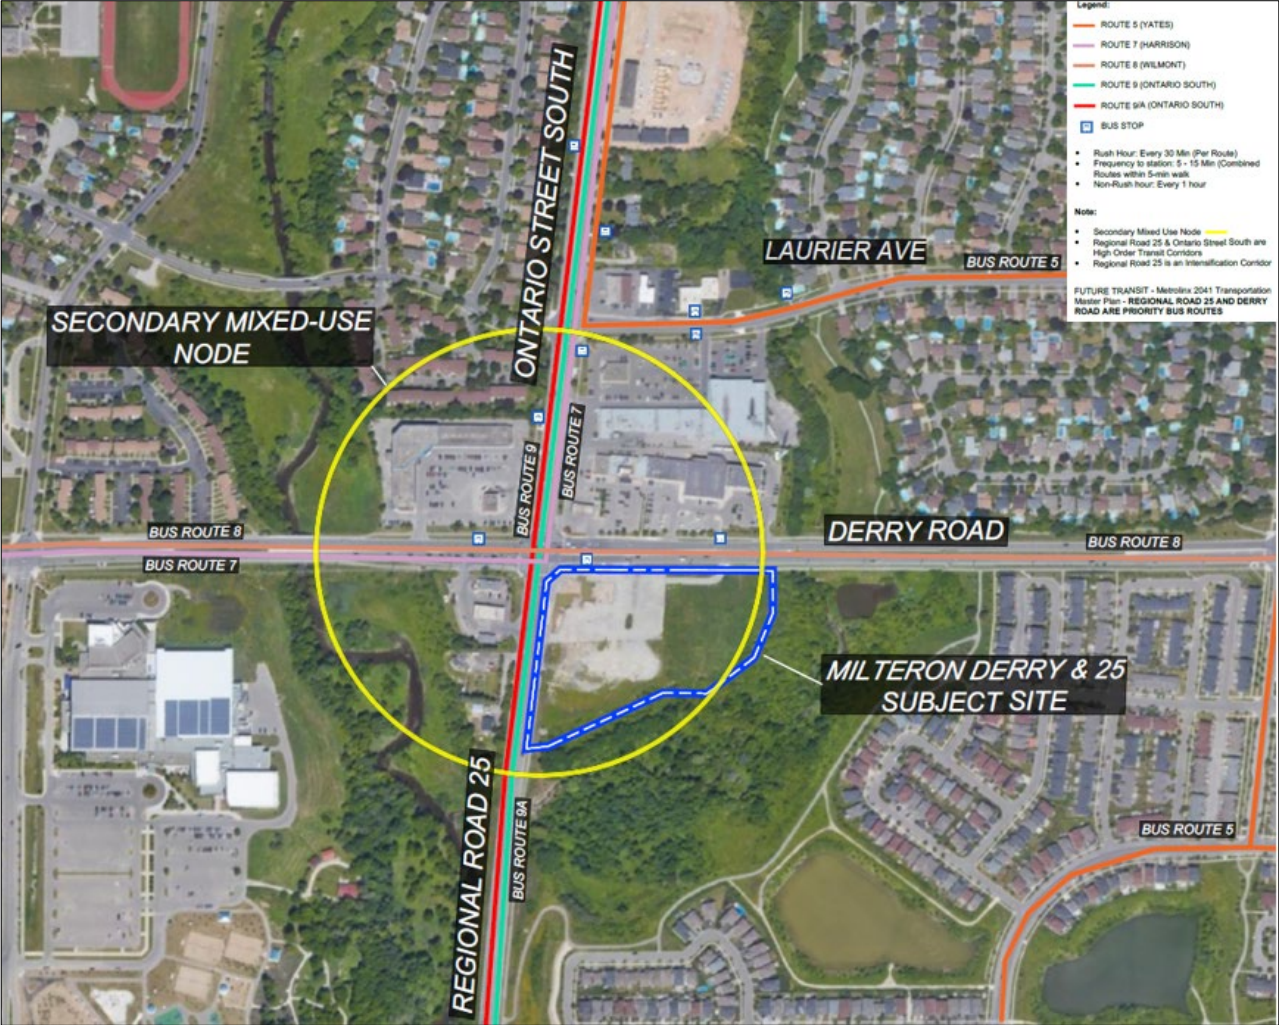 Legend:
ROUTE 5 (YATES)
ROUTE 7 (HARRISON)
ROUTE 8 (WILMONT)
ROUTE 9 (ONTARIO SOUTH)
ROUTE 9/A (ONTARIO SOUTH)
BUS STOP
• Rush Hour: Every 30 Min (Per Route)
• Frequency to station: 5 - 15 Min (Combined
Routes within 5-min walk
• Non-Rush hour: Every 1 hour
Note:
• Secondary Mixed Use Node
• Regional Road 25 & Ontario Street South are
High Order Transit Corridors
• Regional Road 25 is an Intensification Corridor
FUTURE TRANSIT - Metrolinx 2041 Transportation
Master Plan - REGIONAL ROAD 25 AND DERRY
ROAD ARE PRIORITY BUS ROUTES
ONTARIO STREET SOUTH
LAURIER AVE
BUS ROUTE 5
SECONDARY MIXED-USE
NODE
BUS ROUTE 9
BUS ROUTE 7
BUS ROUTE 8
DERRY ROAD
BUS ROUTE 8
BUS ROUTE 7
MILTERON DERRY & 25
SUBJECT SITE
REGIONAL ROAD 25
BUS ROUTE 9A
BUS ROUTE 5